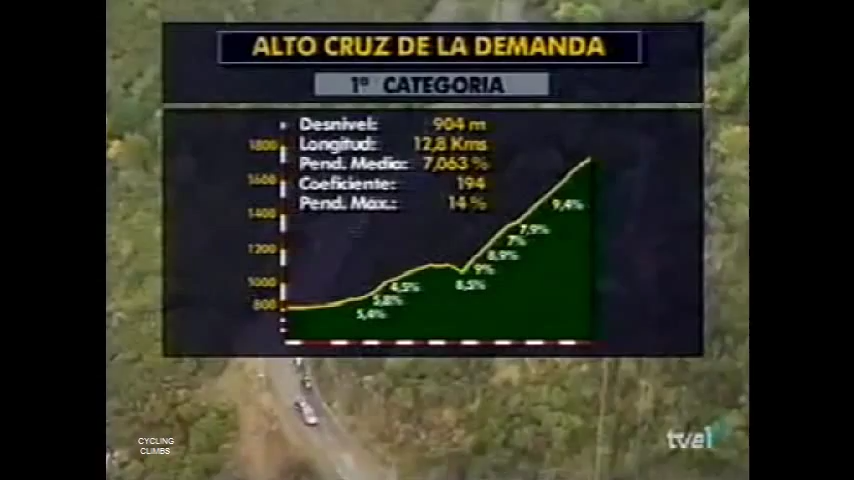 ALTO CRUZ DE LA DEMANDA
1ª CATEGORIA
Desnivel: 904 m
Longitud: 12,8 Kms
Pend. Media: 7,063 %
Coeficiente: 194
Pend. Max.: 14 %
1800
1600
1400
1200
1000
800
9,4%
7,9%
7%
8,9%
9%
8,5%
4,5%
5,8%
5,4%
CYCLING
CLIMBS
tve1